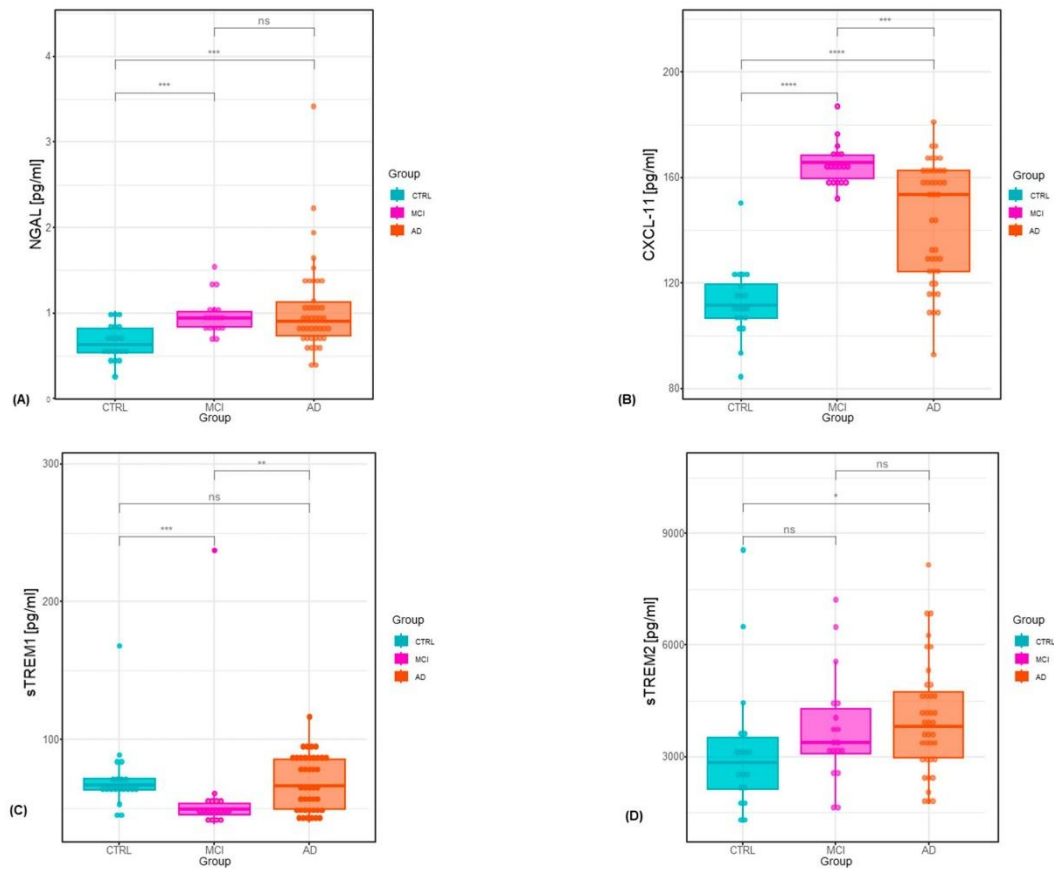 ns
***
***
4
3
2
1
0
NGAL [pg/ml]
CTRL
MCI
AD
Group
Group
CTRL
MCI
AD
(A)
***
****
****
200
160
120
80
CXCL-11 [pg/ml]
CTRL
MCI
AD
Group
Group
CTRL
MCI
AD
(B)
**
ns
***
300
200
100
sTREM1 [pg/ml]
CTRL
MCI
AD
Group
Group
CTRL
MCI
AD
(C)
ns
*
ns
9000
6000
3000
sTREM2 [pg/ml]
CTRL
MCI
AD
Group
Group
CTRL
MCI
AD
(D)